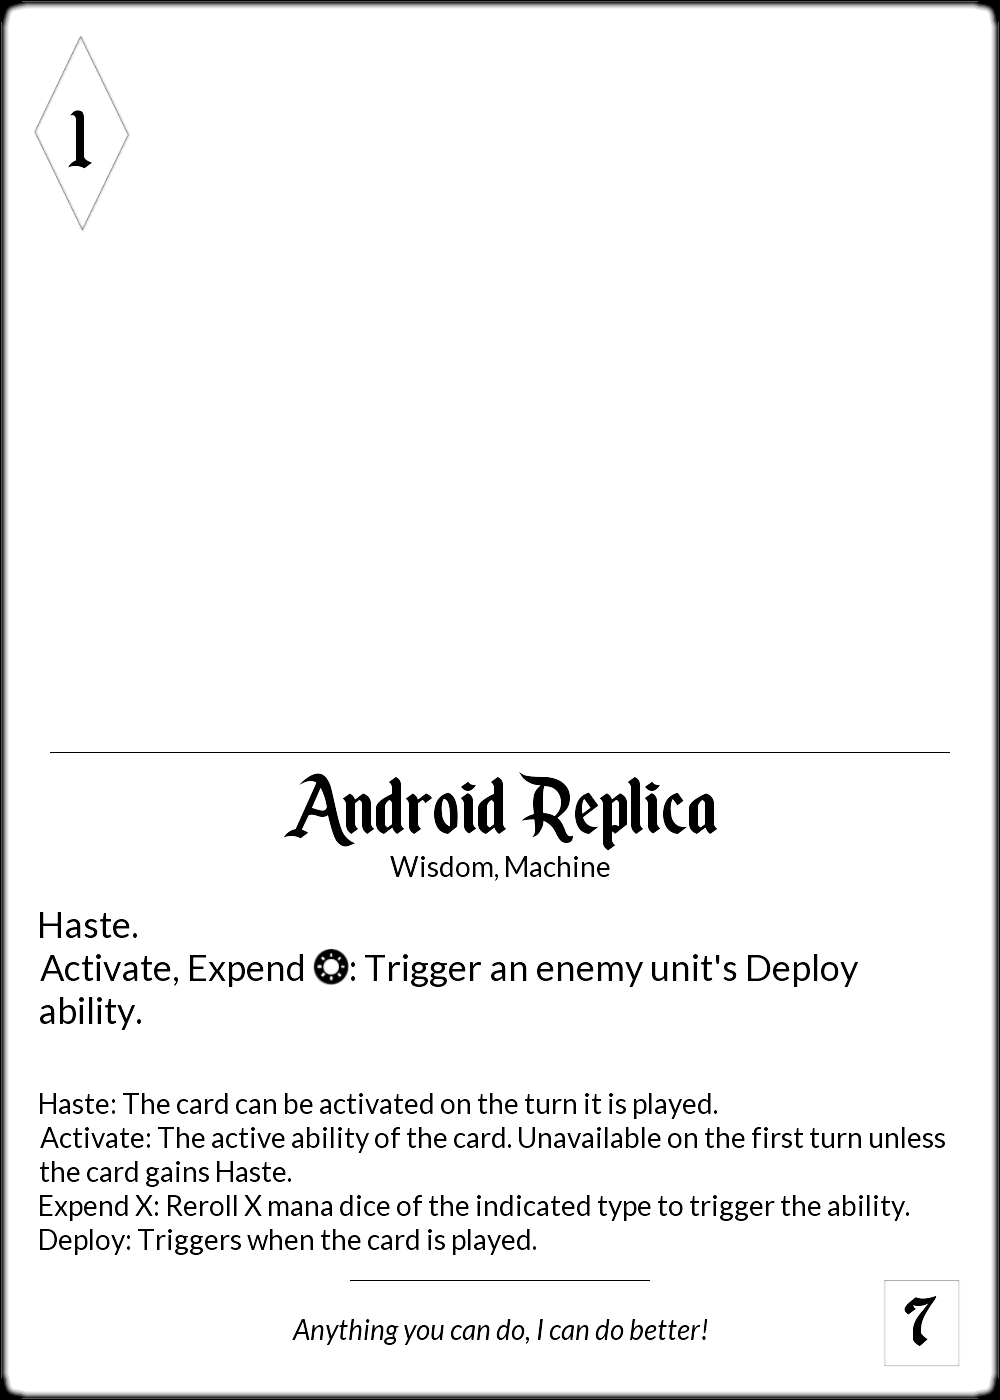 1
Android Replica
Wisdom, Machine
Haste.
Activate, Expend : Trigger an enemy unit's Deploy
ability.
Haste: The card can be activated on the turn it is played.
Activate: The active ability of the card. Unavailable on the first turn unless
the card gains Haste.
Expend X: Reroll X mana dice of the indicated type to trigger the ability.
Deploy: Triggers when the card is played.
Anything you can do, I can do better!
7